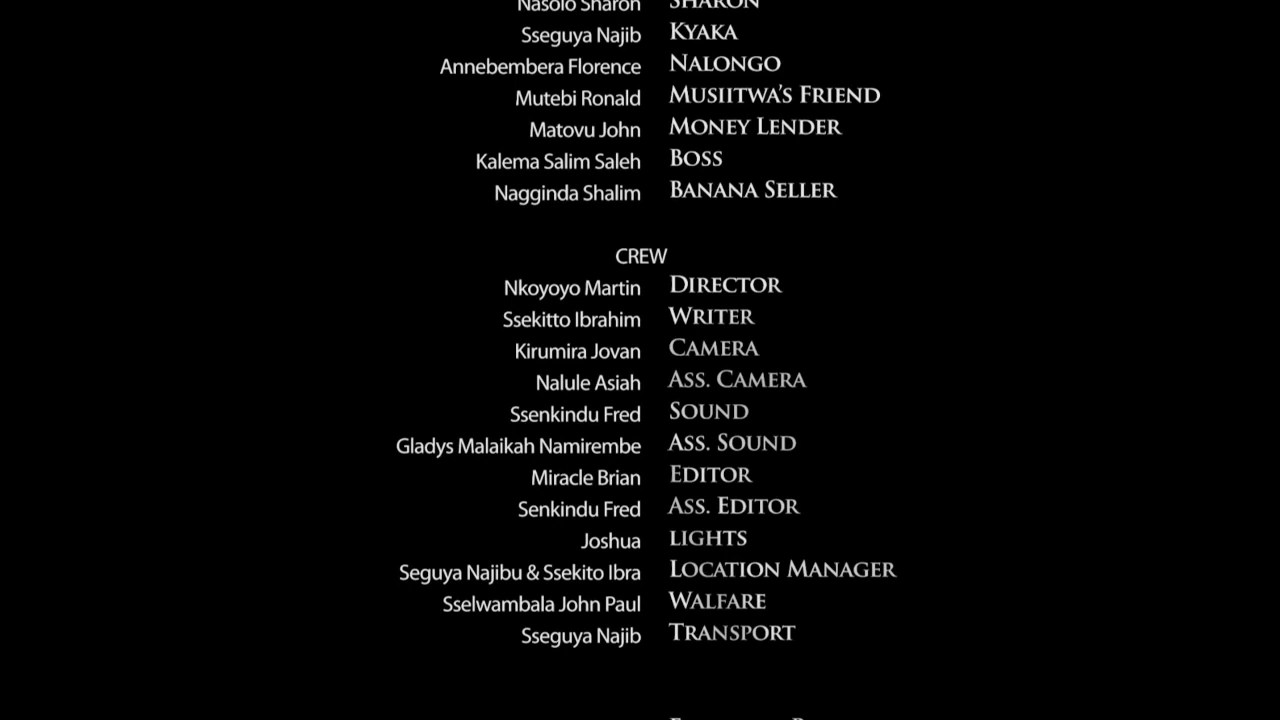 Nasolo Sharon SHARON
Sseguya Najib KYAKA
Annebembera Florence NALONGO
Mutebi Ronald MUSIITWA'S FRIEND
Matovu John MONEY LENDER
Kalema Salim Saleh BOSS
Nagginda Shalim BANANA SELLER
CREW
Nkoyoyo Martin DIRECTOR
Ssekitto Ibrahim WRITER
Kirumira Jovan CAMERA
Nalule Asiah ASS. CAMERA
Ssenkindu Fred SOUND
Gladys Malaikah Namirembe ASS. SOUND
Miracle Brian EDITOR
Senkindu Fred ASS. EDITOR
Joshua LIGHTS
Seguya Najibu & Ssekito Ibra LOCATION MANAGER
Sselwambala John Paul WALFARE
Sseguya Najib TRANSPORT